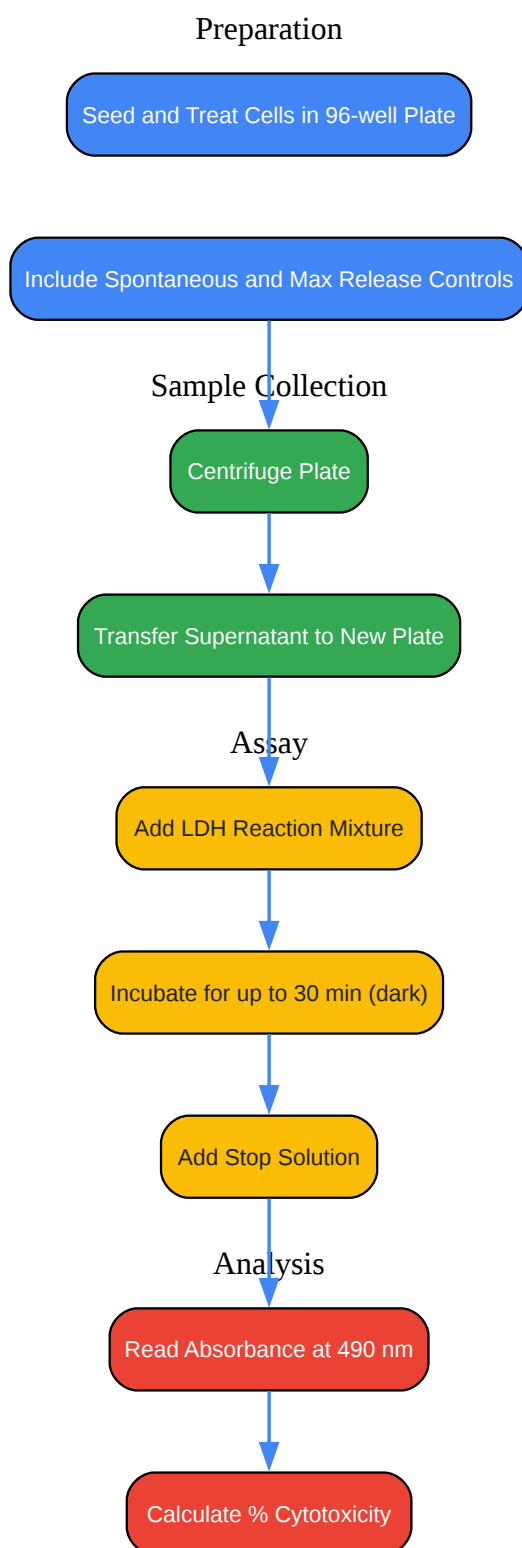 Preparation
Seed and Treat Cells in 96-well Plate
Include Spontaneous and Max Release Controls
Sample Collection
Centrifuge Plate
Transfer Supernatant to New Plate
Assay
Add LDH Reaction Mixture
Incubate for up to 30 min (dark)
Add Stop Solution
Analysis
Read Absorbance at 490 nm
Calculate % Cytotoxicity